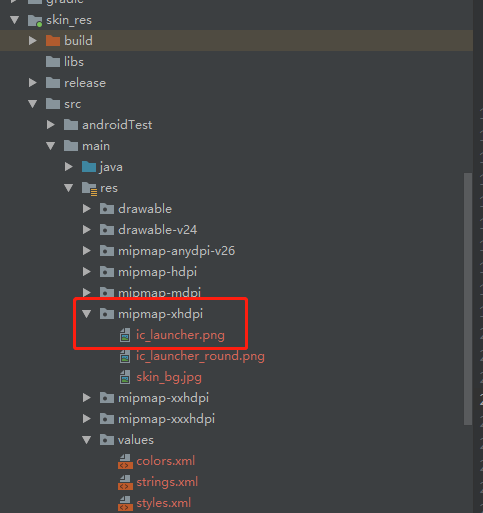 gradle
skin_res
build
libs
release
src
androidTest
main
java
res
drawable
drawable-v24
mipmap-anydpi-v26
mipmap-hdpi
mipmap-mdpi
mipmap-xhdpi
ic_launcher.png
ic_launcher_round.png
skin_bg.jpg
mipmap-xxhdpi
mipmap-xxxhdpi
values
colors.xml
strings.xml
styles.xml